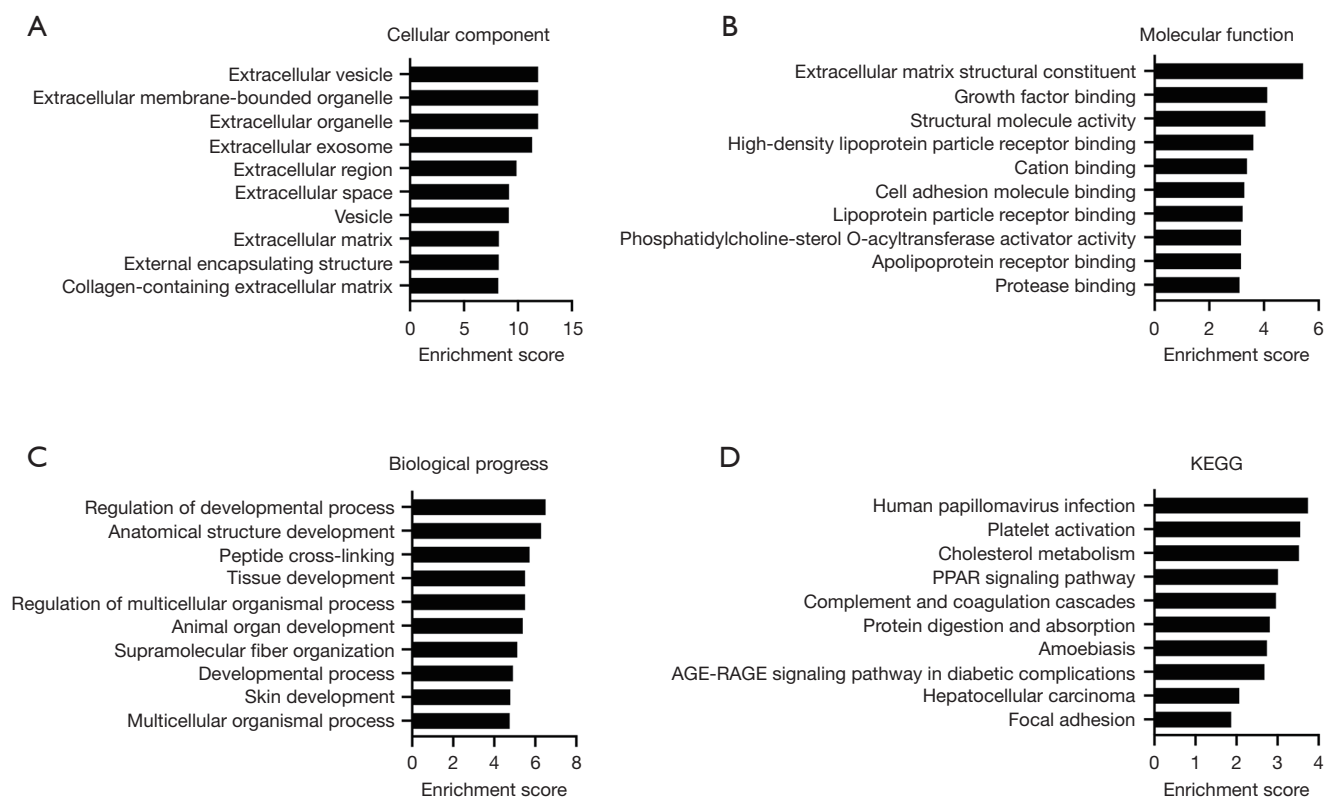 A
Cellular component
Extracellular vesicle
Extracellular membrane-bounded organelle
Extracellular organelle
Extracellular exosome
Extracellular region
Extracellular space
Vesicle
Extracellular matrix
External encapsulating structure
Collagen-containing extracellular matrix
0 5 10 15
Enrichment score
B
Molecular function
Extracellular matrix structural constituent
Growth factor binding
Structural molecule activity
High-density lipoprotein particle receptor binding
Cation binding
Cell adhesion molecule binding
Lipoprotein particle receptor binding
Phosphatidylcholine-sterol O-acyltransferase activator activity
Apolipoprotein receptor binding
Protease binding
0 2 4 6
Enrichment score
C
Biological progress
Regulation of developmental process
Anatomical structure development
Peptide cross-linking
Tissue development
Regulation of multicellular organismal process
Animal organ development
Supramolecular fiber organization
Developmental process
Skin development
Multicellular organismal process
0 2 4 6 8
Enrichment score
D
KEGG
Human papillomavirus infection
Platelet activation
Cholesterol metabolism
PPAR signaling pathway
Complement and coagulation cascades
Protein digestion and absorption
Amoebiasis
AGE-RAGE signaling pathway in diabetic complications
Hepatocellular carcinoma
Focal adhesion
0 1 2 3 4
Enrichment score